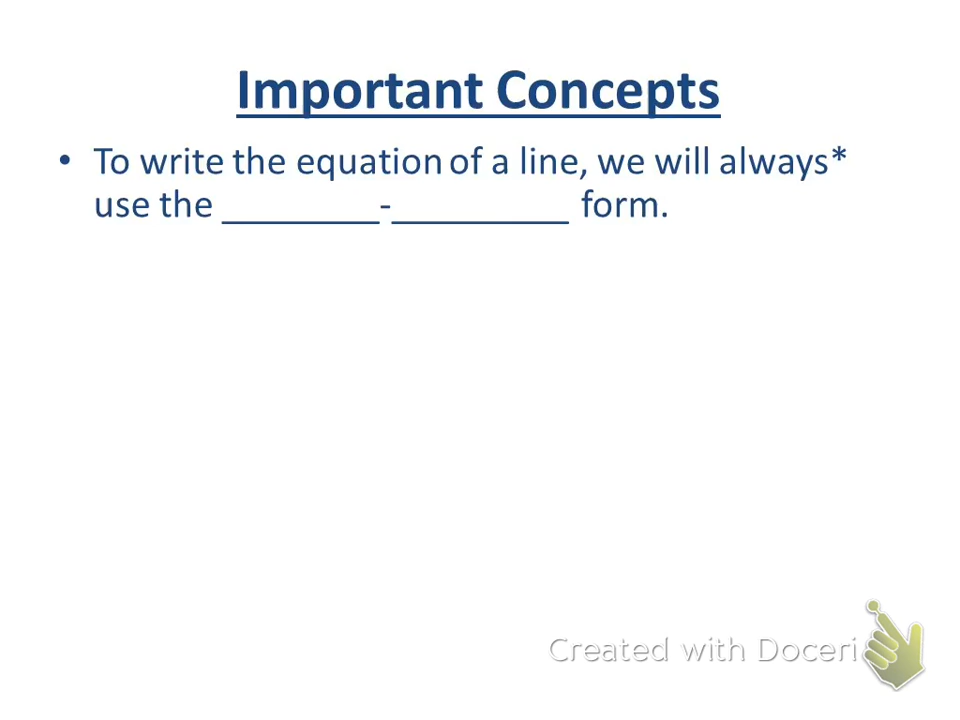 Important Concepts
• To write the equation of a line, we will always*
use the ________-_________ form.
Created with Doceri